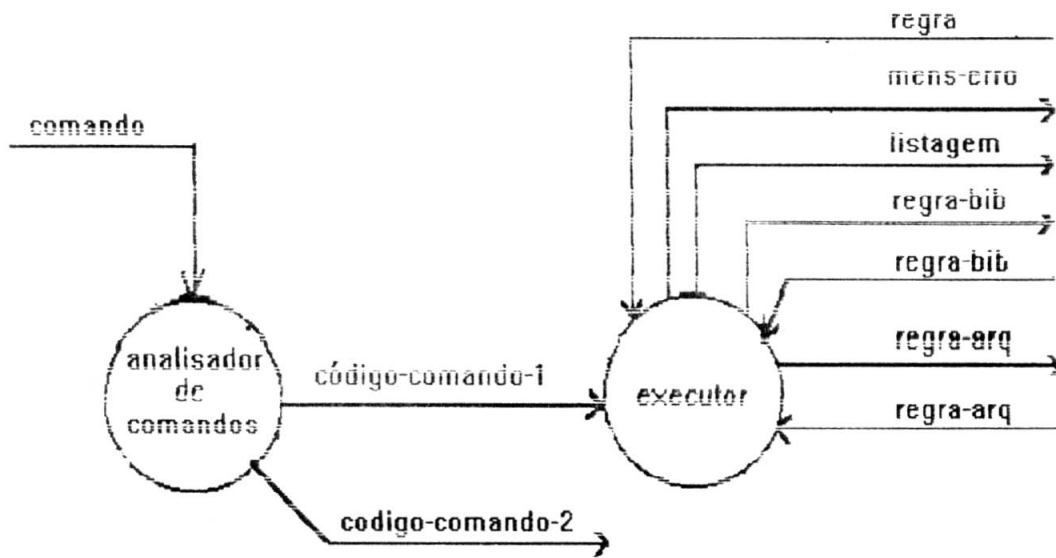 regra
mens-erro
comando
listagem
regra-bib
regra-bib
analisador
de
comandos
código-comando-1
executor
regra-arq
regra-arq
codigo-comando-2